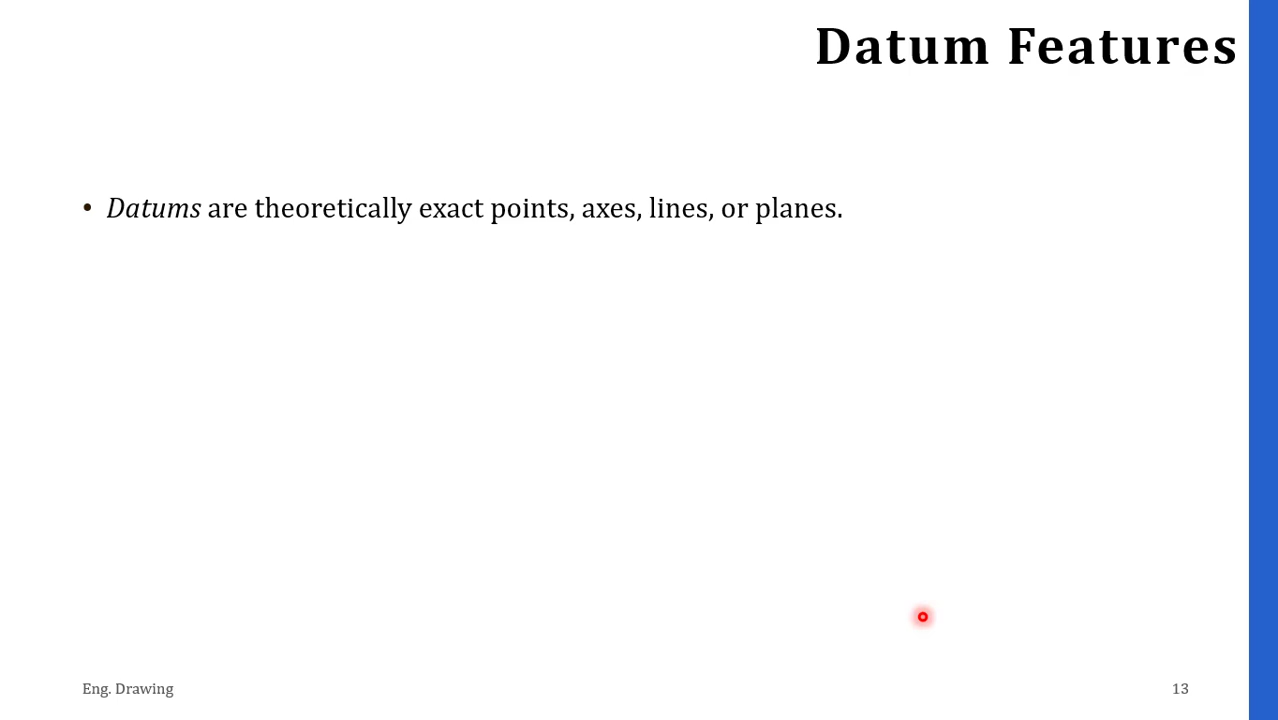 Datum Features
• Datums are theoretically exact points, axes, lines, or planes.
Eng. Drawing
13